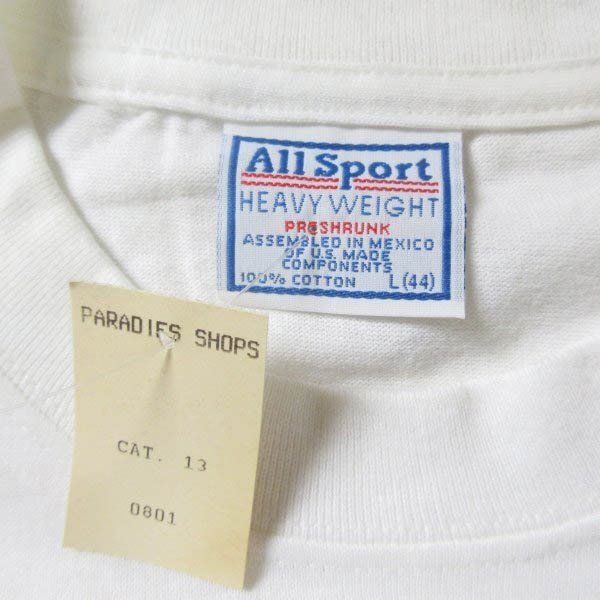 All Sport
HEAVY WEIGHT
PRESHRUNK
ASSEMBLED IN MEXICO
OF U.S. MADE
COMPONENTS
100% COTTON L(44)
PARADIES SHOPS
CAT. 13
0801